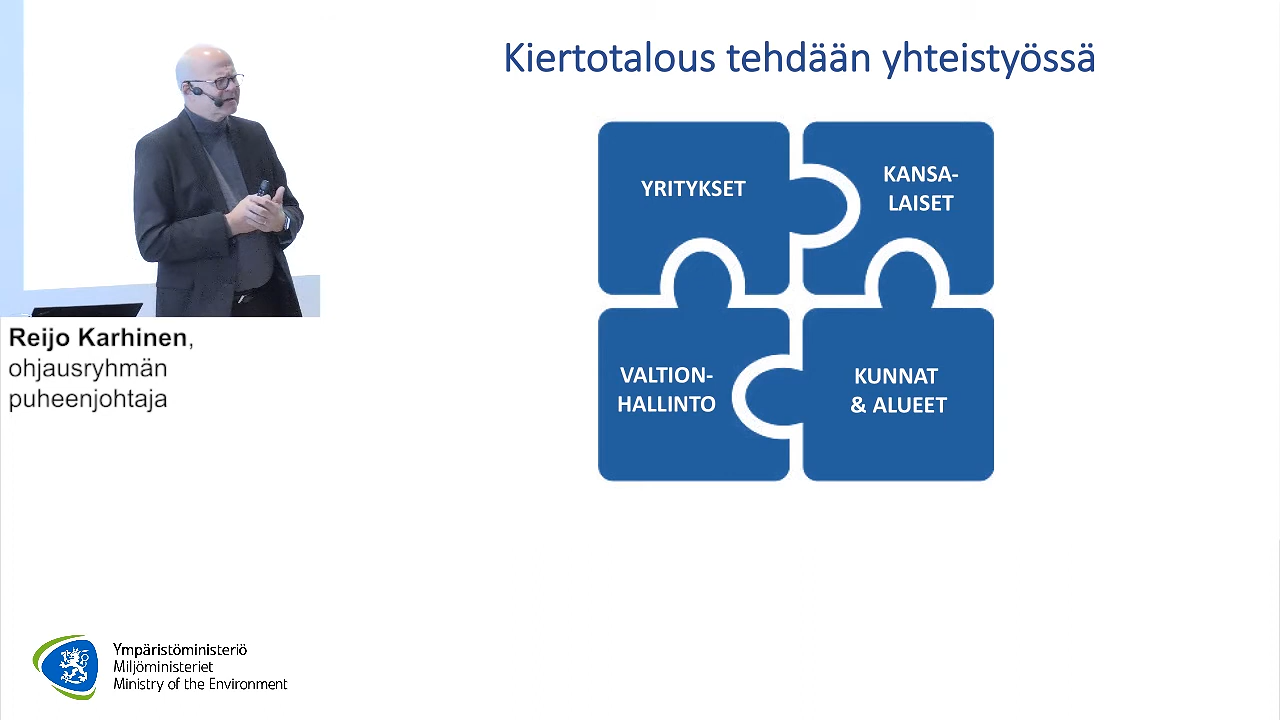 Kiertotalous tehdään yhteistyössä
YRITYKSET
KANSA-
LAISET
VALTION-
HALLINTO
KUNNAT
& ALUEET
Reijo Karhinen,
ohjausryhmän
puheenjohtaja
Ympäristöministeriö
Miljöministeriet
Ministry of the Environment